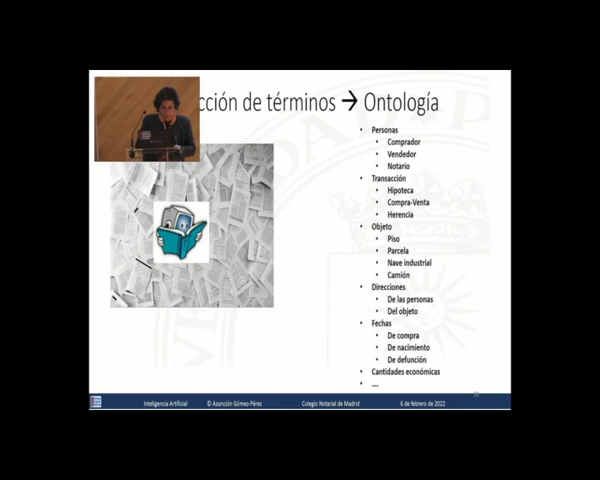 cción de términos → Ontología
• Personas
• Comprador
• Vendedor
• Notario
• Transacción
• Hipoteca
• Compra-Venta
• Herencia
• Objeto
• Piso
• Parcela
• Nave industrial
• Camión
• Direcciones
• De las personas
• Del objeto
• Fechas
• De compra
• De nacimiento
• De defunción
• Cantidades económicas
• ....
Inteligencia Artificial © Asunción Gómez-Pérez Colegio Notarial de Madrid 6 de febrero de 2022